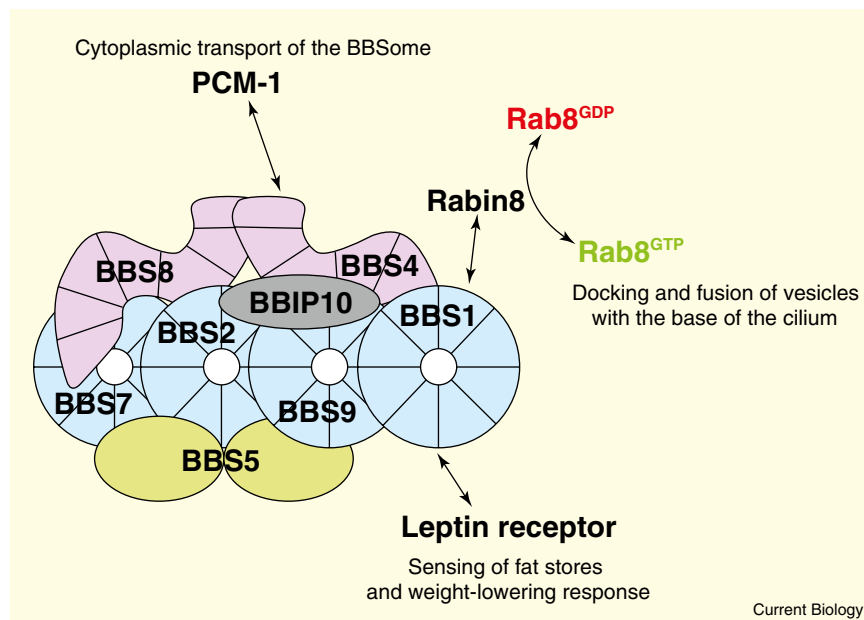 Cytoplasmic transport of the BBSome
PCM-1
Rab8GDP
Rabin8
Rab8GTP
Docking and fusion of vesicles
with the base of the cilium
BBS8
BBS4
BBIP10
BBS1
BBS2
BBS7
BBS9
BBS5
Leptin receptor
Sensing of fat stores
and weight-lowering response
Current Biology